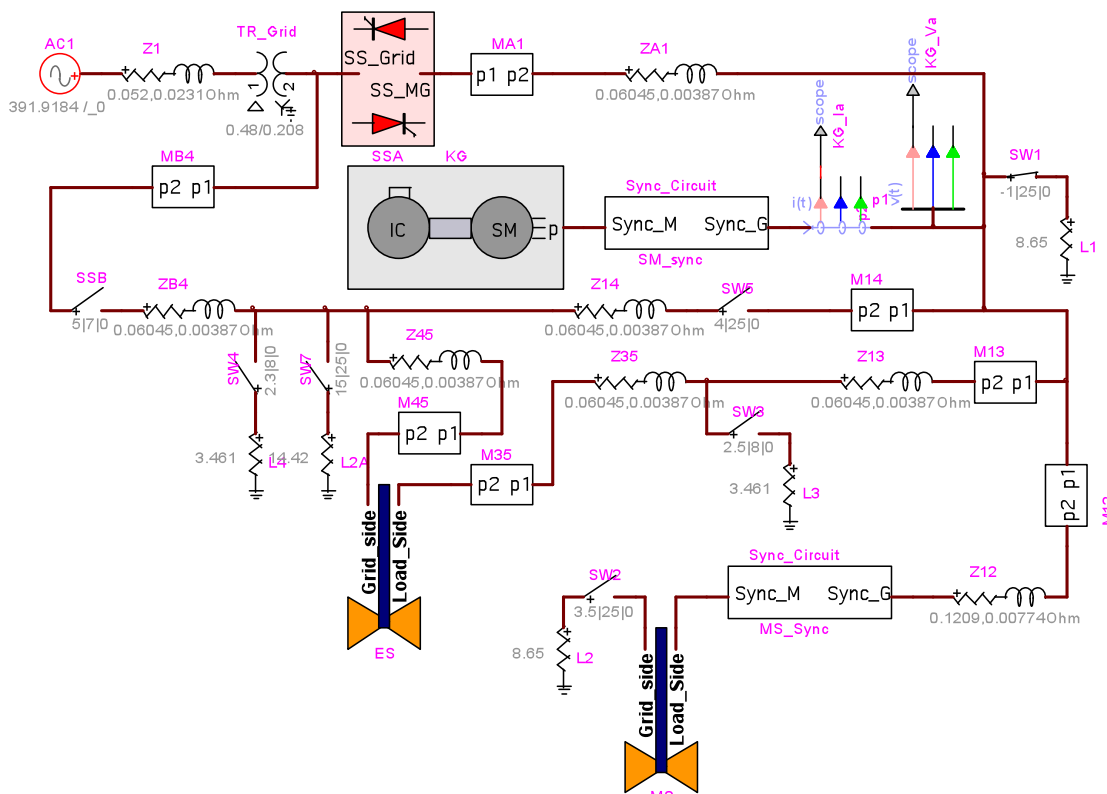 TR_Grid
AC1
Z1
MA1
ZA1
SS_Grid
SS_MG
p1 p2
0.052,0.0231Ohm
0.06045,0.00387Ohm
391.9184 /_0
1
2
0.48/0.208
scope
KG_Ia
scope
KG_Va
MB4
p2 p1
SSA
KG
IC
SM
p
Sync_Circuit
Sync_M
Sync_G
SM_sync
i(t)
p1
v(t)
SW1
-1|25|0
8.65
L1
SSB
5|7|0
ZB4
0.06045,0.00387Ohm
Z14
0.06045,0.00387Ohm
SW5
4|25|0
M14
p2 p1
SW4
2.3|8|0
SW7
15|25|0
Z45
0.06045,0.00387Ohm
Z35
0.06045,0.00387Ohm
Z13
0.06045,0.00387Ohm
M13
p2 p1
M45
p2 p1
SW3
2.5|8|0
3.461
L4
14.42
L2A
M35
p2 p1
3.461
L3
p2 p1
Grid_side
Load_Side
ES
SW2
3.5|25|0
8.65
L2
Sync_Circuit
Sync_M
Sync_G
MS_Sync
Z12
0.1209,0.00774Ohm
Grid_side
Load_Side